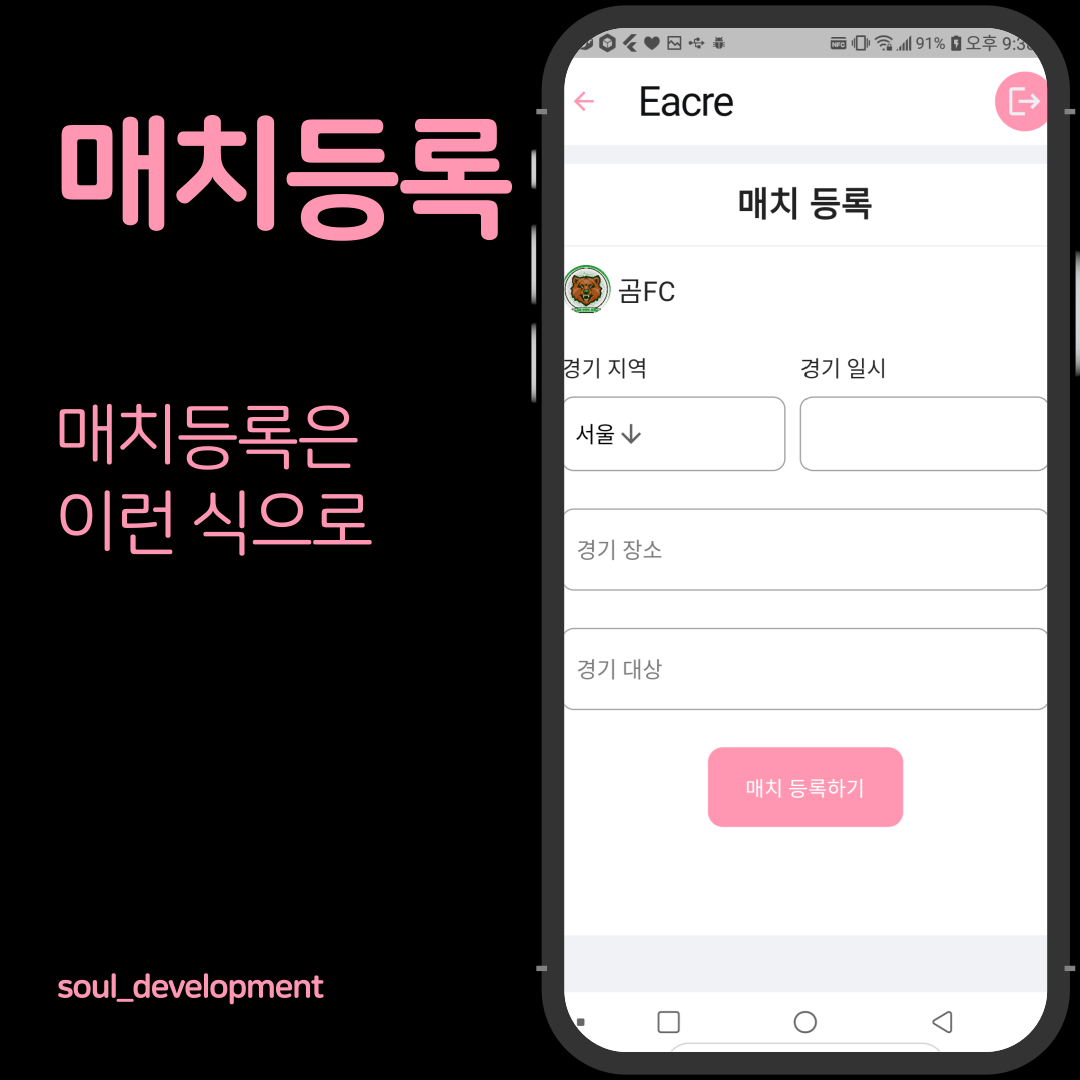 매치등록
매치등록은
이런 식으로
soul_development
NFC 91% 오후 9:38
Eacre
매치 등록
곰FC
경기 지역 경기 일시
서울
경기 장소
경기 대상
매치 등록하기